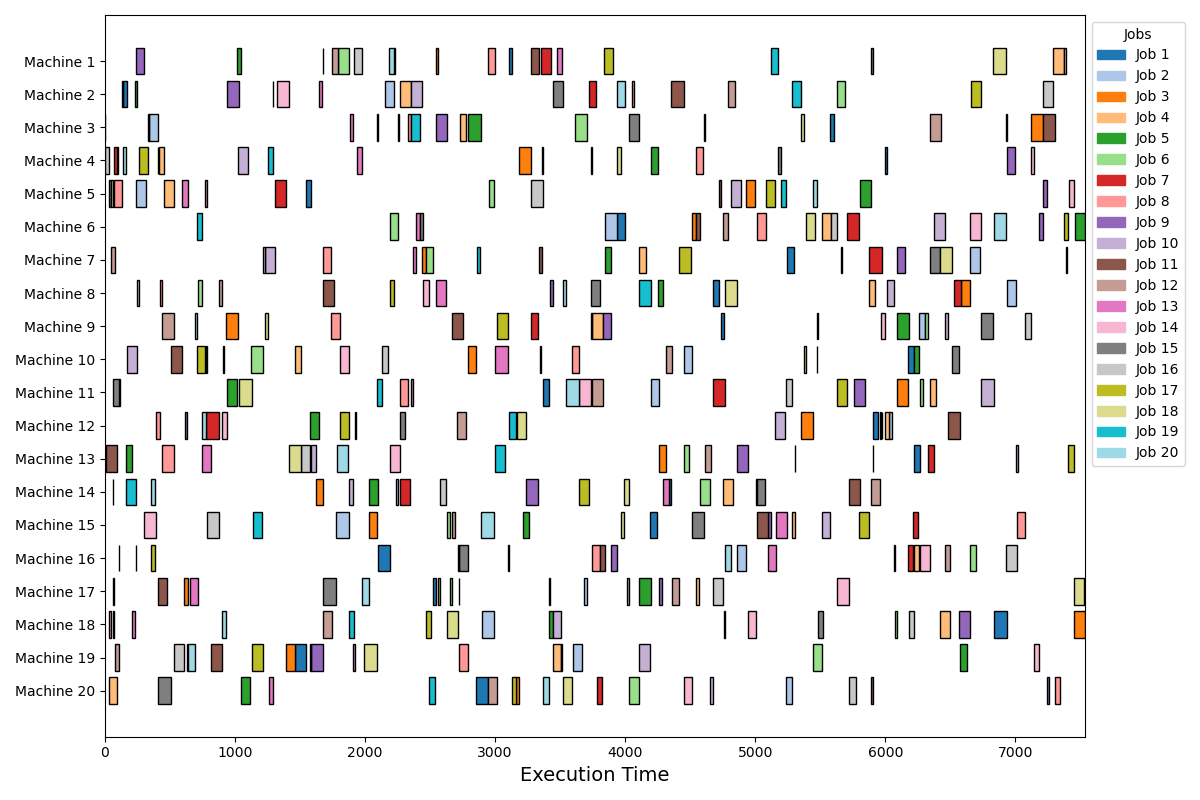 Machine 1
Machine 2
Machine 3
Machine 4
Machine 5
Machine 6
Machine 7
Machine 8
Machine 9
Machine 10
Machine 11
Machine 12
Machine 13
Machine 14
Machine 15
Machine 16
Machine 17
Machine 18
Machine 19
Machine 20
0 1000 2000 3000 4000 5000 6000 7000
Execution Time
Jobs
Job 1
Job 2
Job 3
Job 4
Job 5
Job 6
Job 7
Job 8
Job 9
Job 10
Job 11
Job 12
Job 13
Job 14
Job 15
Job 16
Job 17
Job 18
Job 19
Job 20